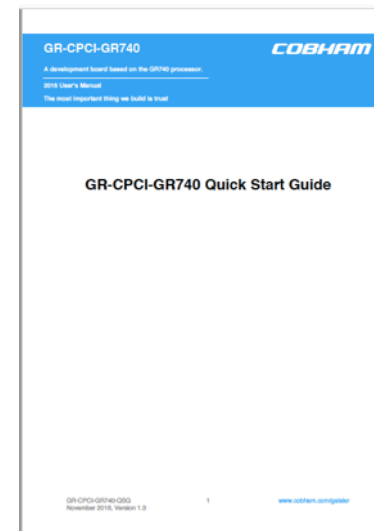 GR-CPCI-GR740
COBHAM
A development board based on the GR740 processor.
2016 User's Manual
The most important thing we build is trust
GR-CPCI-GR740 Quick Start Guide
GR-CPCI-GR740-QSG
1
www.cobham.com/gaisler
November 2016, Version 1.3